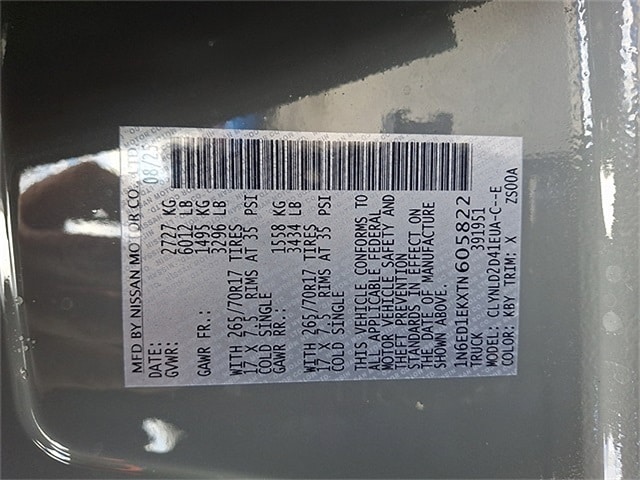 MFD BY NISSAN MOTOR CO., LTD.
DATE: 08/25
GVWR: 2727 KG
6012 LB
GAWR FR.: 1495 KG
3296 LB
WITH 265/70R17 TIRES
17 X 7.5 RIMS AT 35 PSI
COLD SINGLE
GAWR RR.: 1558 KG
3434 LB
WITH 265/70R17 TIRES
17 X 7.5 RIMS AT 35 PSI
COLD SINGLE
THIS VEHICLE CONFORMS TO
ALL APPLICABLE FEDERAL
MOTOR VEHICLE SAFETY AND
THEFT PREVENTION
STANDARDS IN EFFECT ON
THE DATE OF MANUFACTURE
SHOWN ABOVE.
1N6ED1EKXTN605822
TRUCK 391951
MODEL: CLYNLD2D41EUA-C--E
COLOR: KBY TRIM: X ZS00A